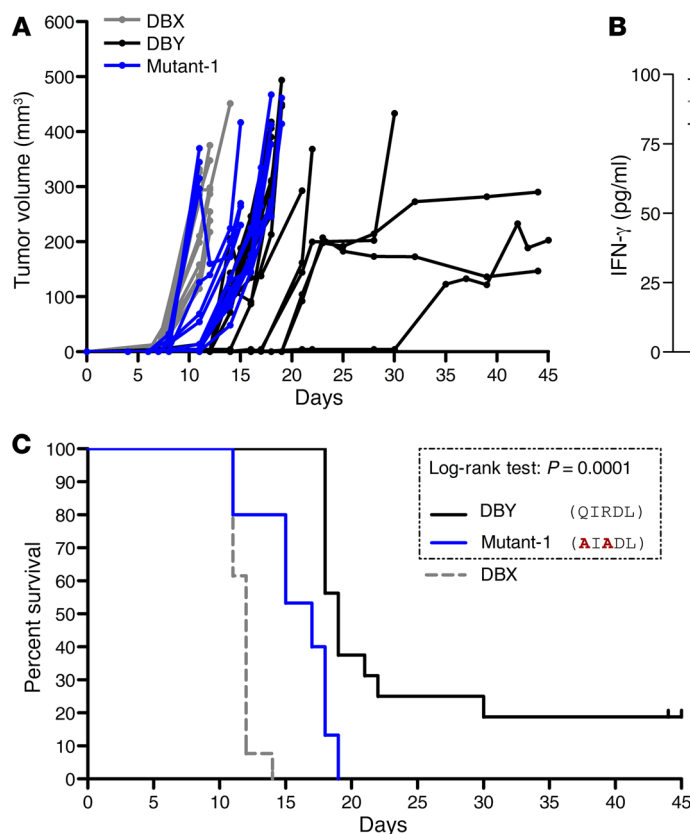 A
DBX
DBY
Mutant-1
Tumor volume (mm³)
600
500
400
300
200
100
0
0 5 10 15 20 25 30 35 40 45
Days
B
IFN-γ (pg/ml)
100
75
50
25
0
C
Percent survival
100
90
80
70
60
50
40
30
20
10
0
0 5 10 15 20 25 30 35 40 45
Days
Log-rank test: P = 0.0001
DBY (QIRDL)
Mutant-1 (AIADL)
DBX